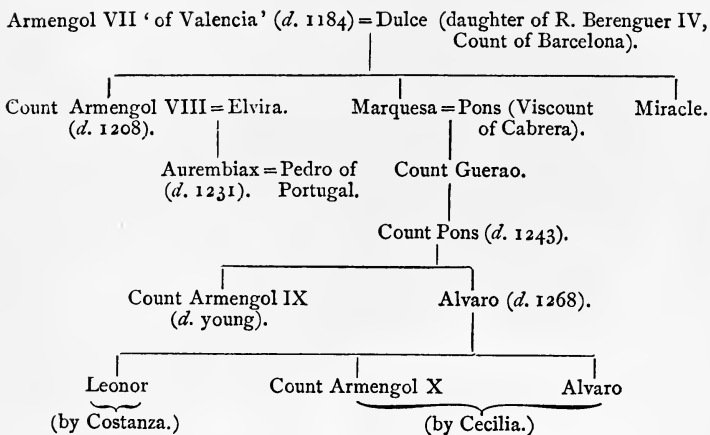 Armengol VII ‘ of Valencia’ (d. 1184) = Dulce (daughter of R. Berenguer IV,
Count of Barcelona).
Count Armengol VIII = Elvira. Marquesa = Pons (Viscount Miracle.
(d. 1208). of Cabrera).
Aurembiax = Pedro of Count Guerao.
(d. 1231). Portugal.
Count Pons (d. 1243).
Count Armengol IX Alvaro (d. 1268).
(d. young).
Leonor Count Armengol X Alvaro
(by Costanza.) (by Cecilia.)